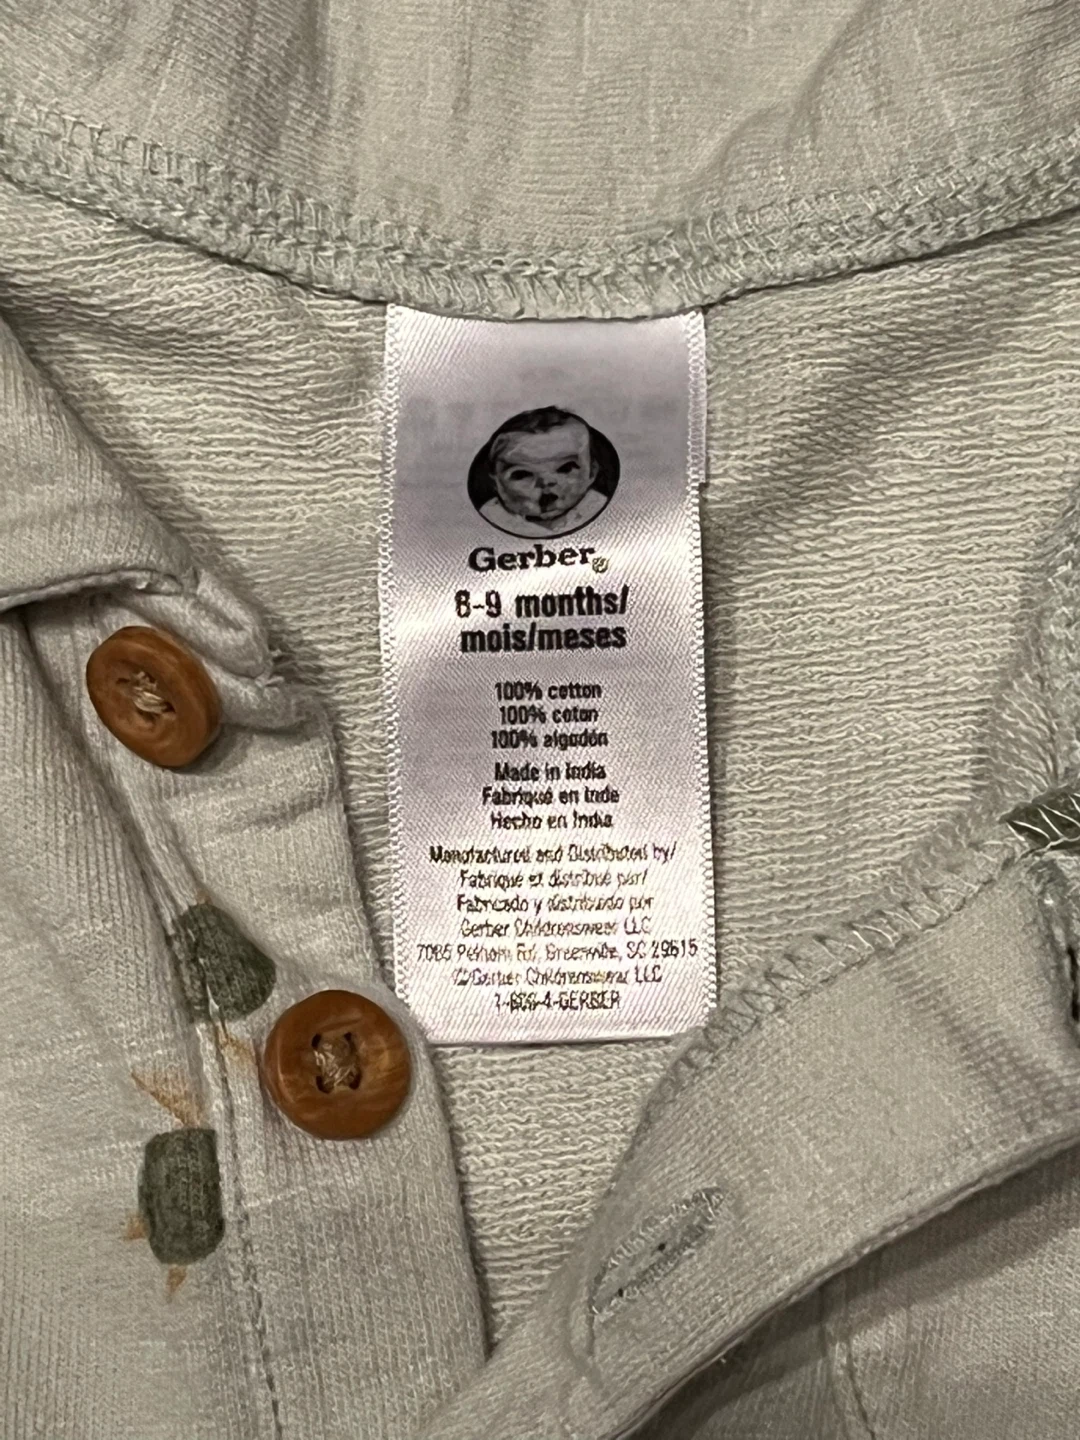 Gerber®
6-9 months/
mois/meses
100% cotton
100% coton
100% algodón
Made in India
Fabriqué en Inde
Hecho en India
Manufactured and Distributed by/
Fabriqué et distribué par/
Fabricado y distribuido por
Gerber Childrenswear LLC
7005 Pelham Rd, Greenville, SC 29615
© Gerber Childrenswear LLC
1-800-4-GERBER